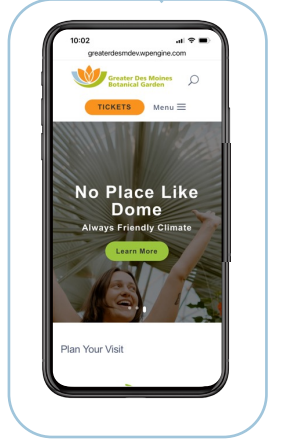 10:02
greaterdesmdev.wpengine.com
Greater Des Moines
Botanical Garden
TICKETS
Menu
No Place Like
Dome
Always Friendly Climate
Learn More
Plan Your Visit